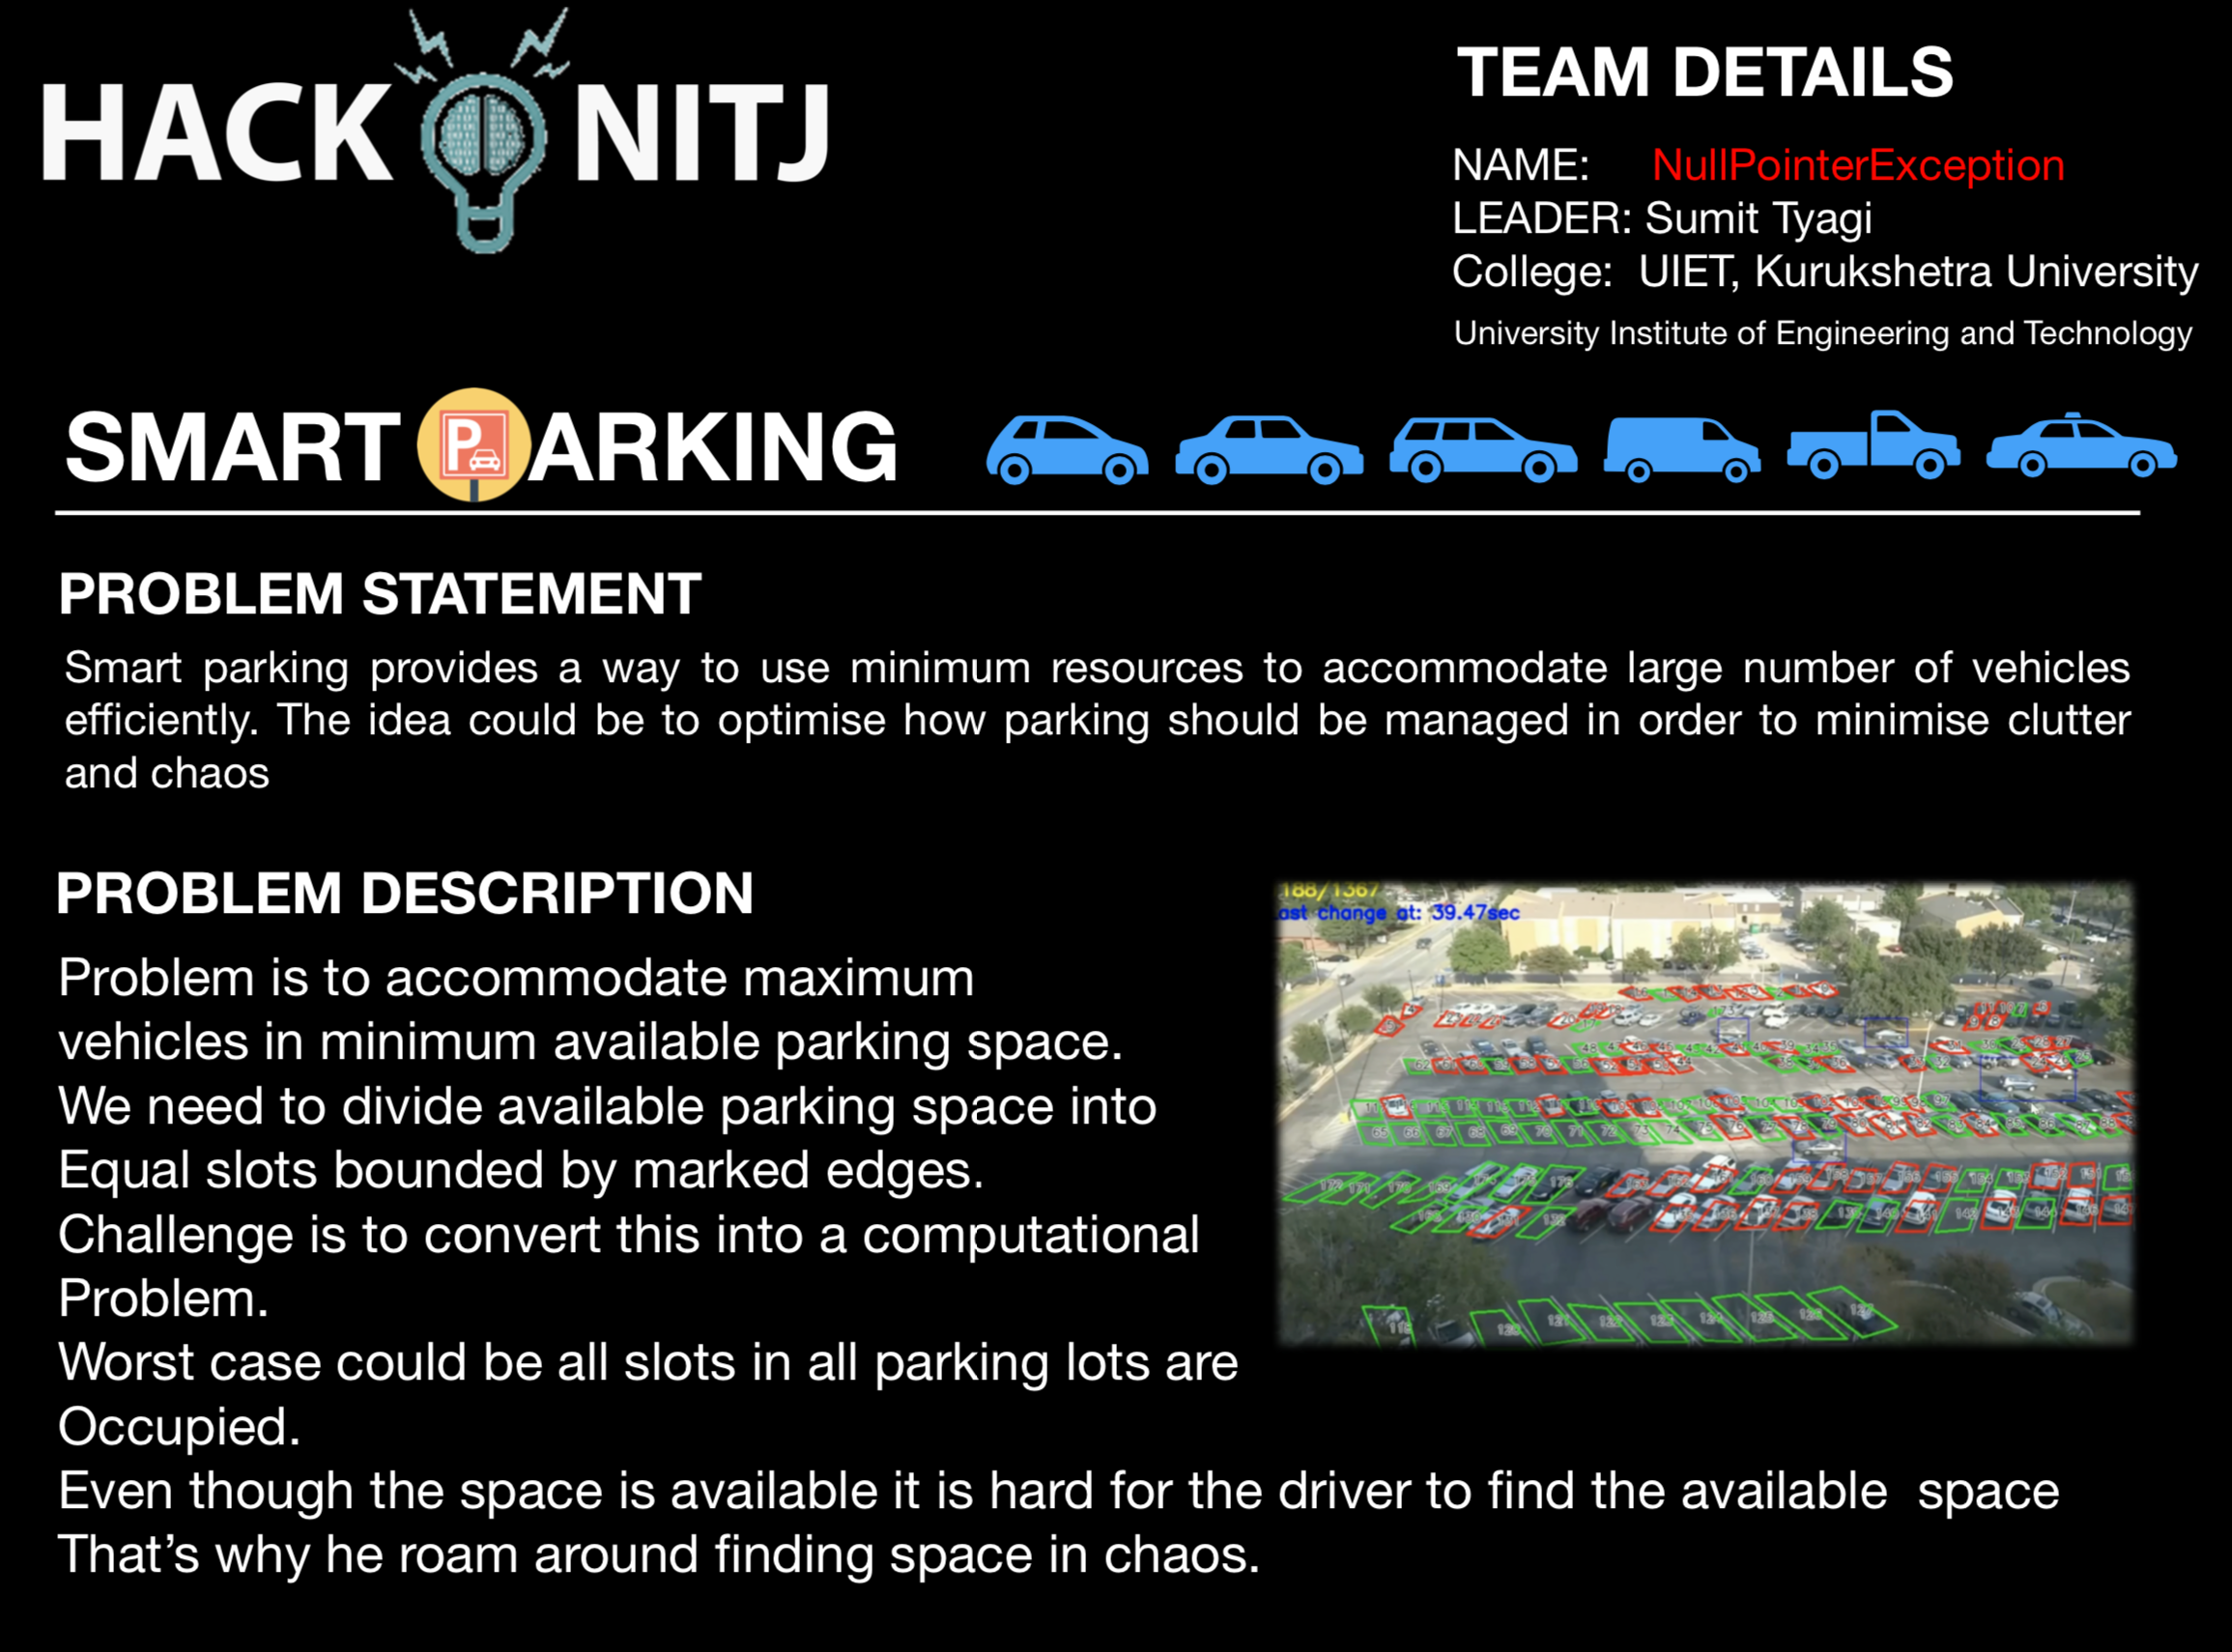 HACK NITJ
TEAM DETAILS
NAME: NullPointerException
LEADER: Sumit Tyagi
College: UIET, Kurukshetra University
University Institute of Engineering and Technology
SMART PARKING
PROBLEM STATEMENT
Smart parking provides a way to use minimum resources to accommodate large number of vehicles
efficiently. The idea could be to optimise how parking should be managed in order to minimise clutter
and chaos
PROBLEM DESCRIPTION
Problem is to accommodate maximum
vehicles in minimum available parking space.
We need to divide available parking space into
Equal slots bounded by marked edges.
Challenge is to convert this into a computational
Problem.
Worst case could be all slots in all parking lots are
Occupied.
Even though the space is available it is hard for the driver to find the available space
That's why he roam around finding space in chaos.
188/1367
ast change at: 39.47sec